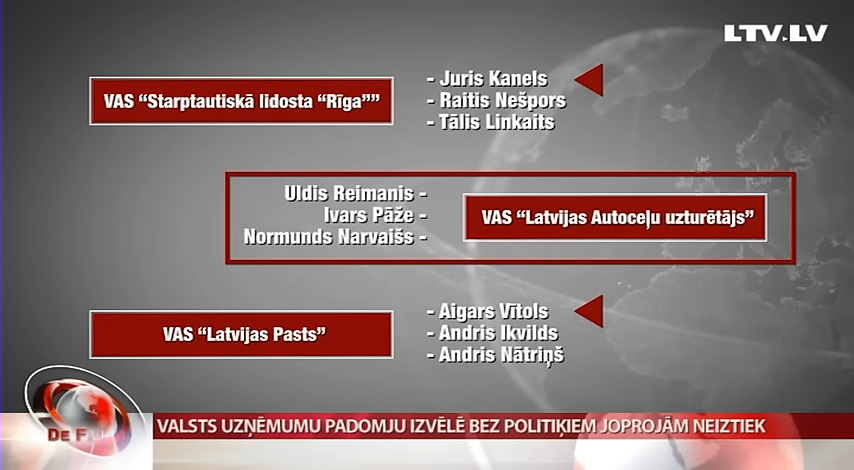 LTV.LV
VAS “Starptautiskā lidosta “Rīga””
- Juris Kanels
- Raitis Nešpors
- Tālis Linkaits
Uldis Reimanis -
Ivars Pāže -
Normunds Narvaišs -
VAS “Latvijas Autoceļu uzturētājs”
VAS “Latvijas Pasts”
- Aigars Vītols
- Andris Ikvilds
- Andris Nātriņš
DE F
VALSTS UZŅĒMUMU PADOMJU IZVĒLĒ BEZ POLITIĶIEM JOPROJĀM NEIZTIEK